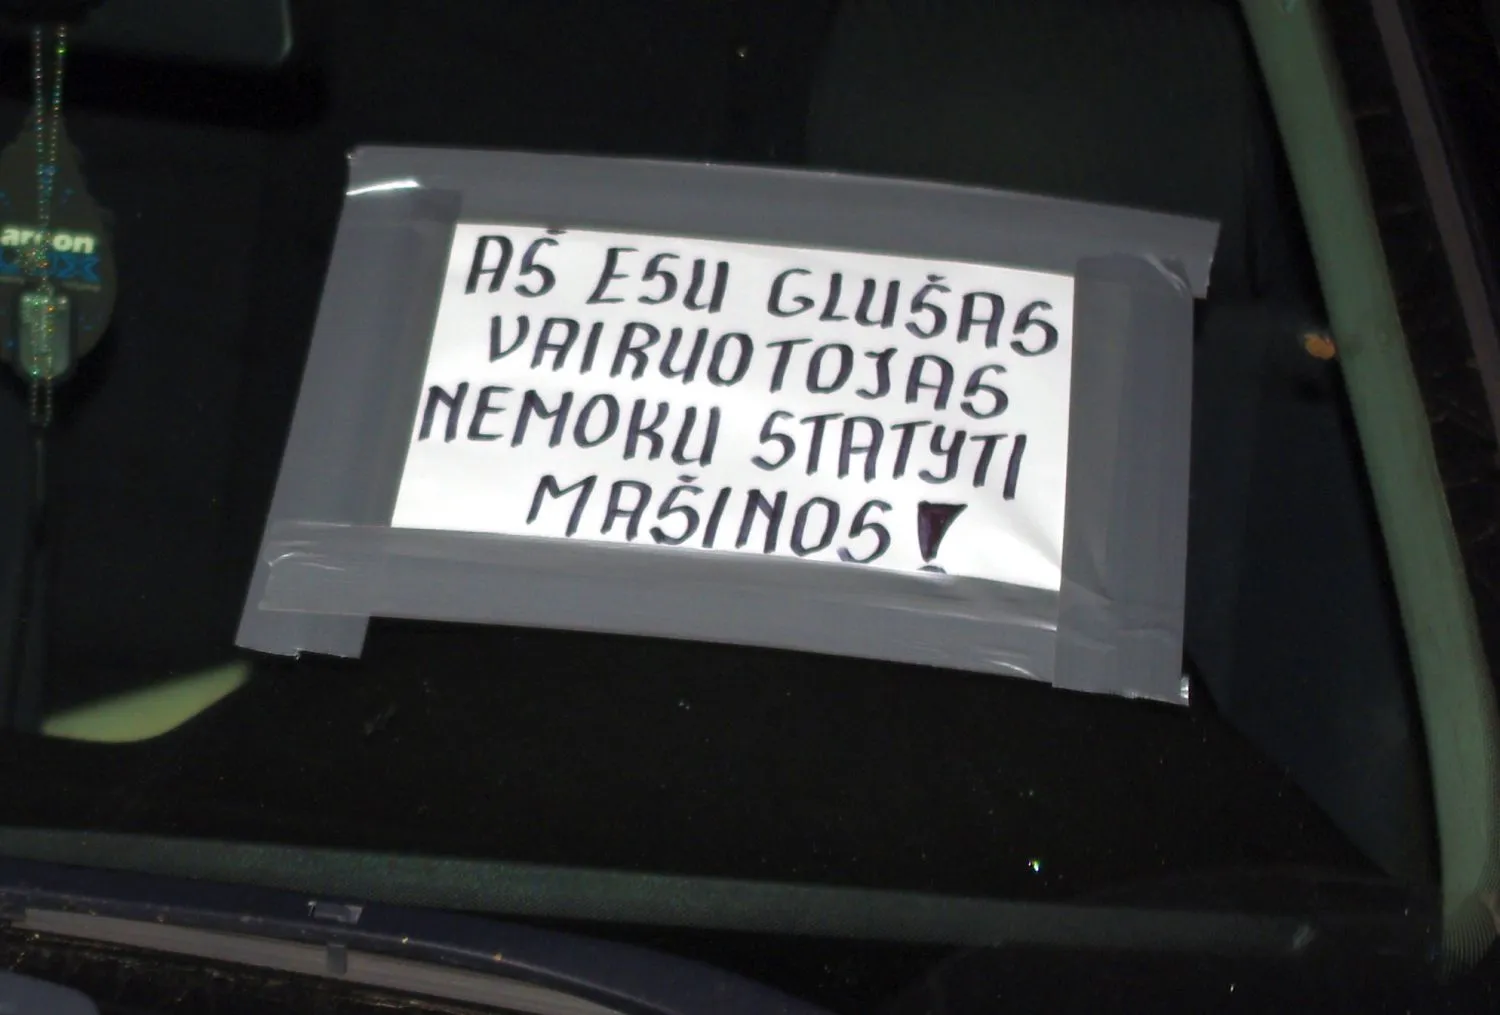 AŠ ESU GLUŠAS
VAIRUOTOJAS
NEMOKU STATYTI
MAŠINOS!